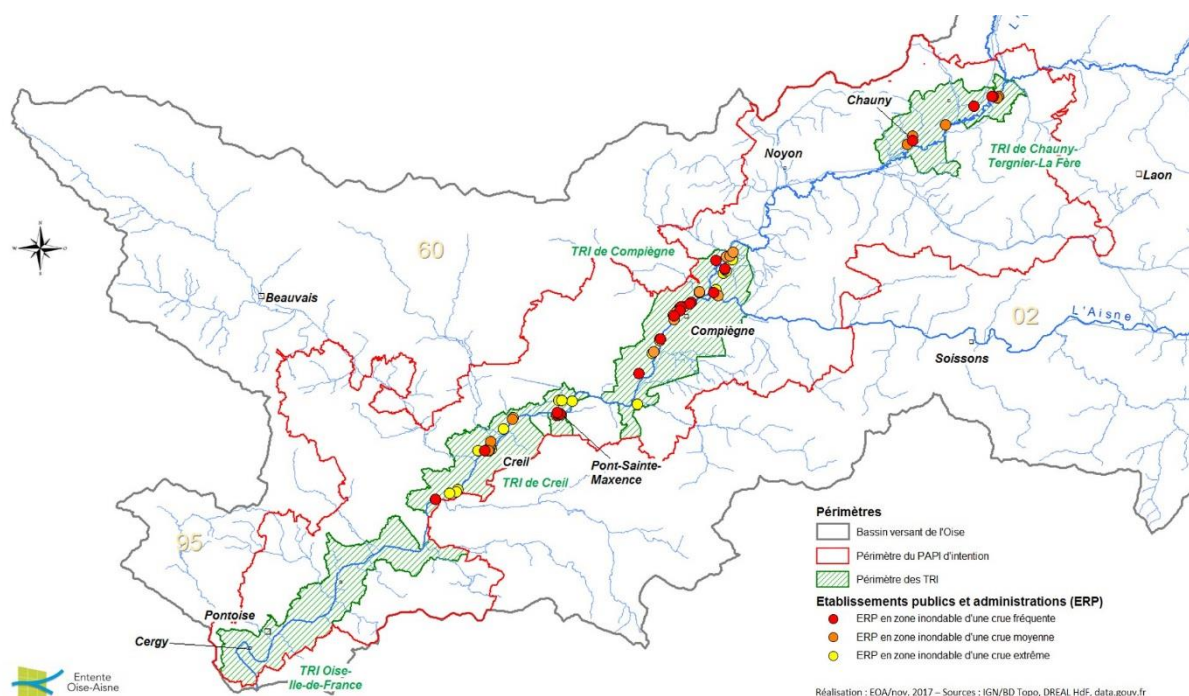 Chauny
TRI de Chauny-
Tergnier-La Fère
Noyon
Laon
TRI de Compiègne
60
Beauvais
Compiègne
L'Aisne
02
Soissons
Creil
TRI de Creil
Pont-Sainte-
Maxence
95
Pontoise
Cergy
TRI Oise-
Ile-de-France
Périmètres
Bassin versant de l'Oise
Périmètre du PAPI d'intention
Périmètre des TRI
Etablissements publics et administrations (ERP)
ERP en zone inondable d'une crue fréquente
ERP en zone inondable d'une crue moyenne
ERP en zone inondable d'une crue extrême
Entente
Oise-Aisne
Réalisation : EOA/nov. 2017 – Sources : IGN/BD Topo, DREAL HdF, data.gouv.fr